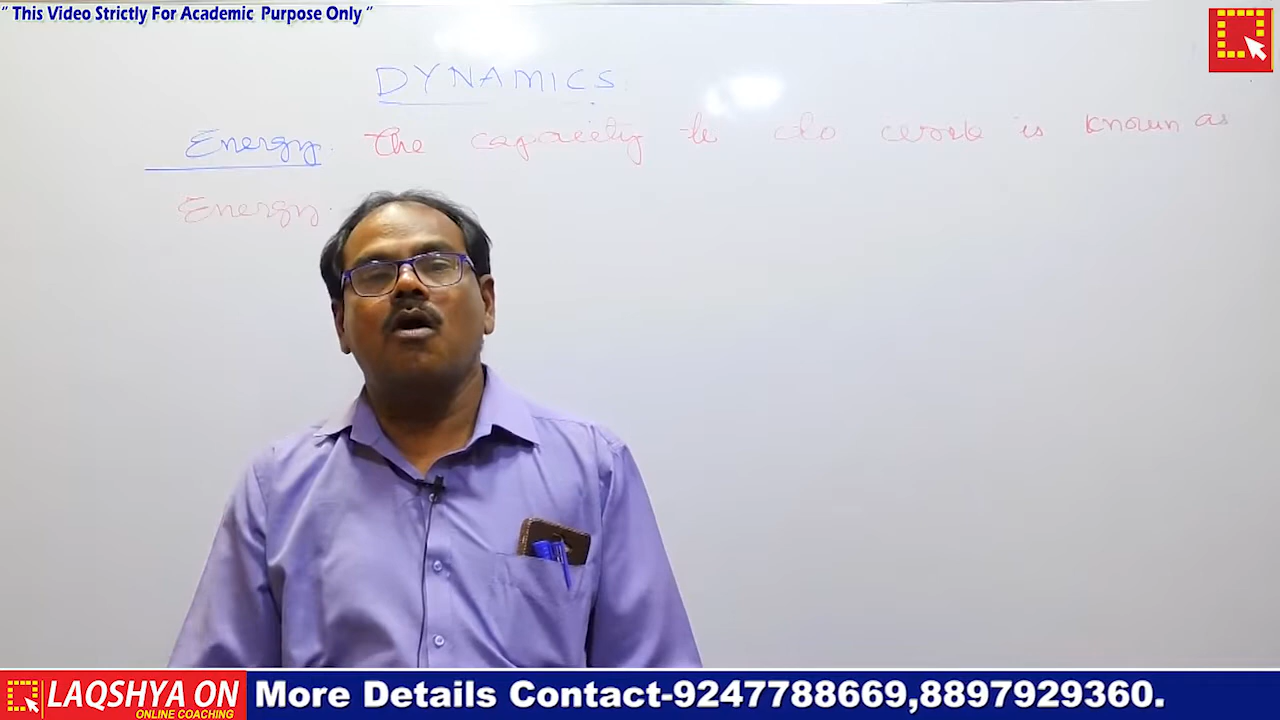 “ This Video Strictly For Academic Purpose Only ”
DYNAMICS
Energy. The capacity to do work is known as
Energy.
LAQSHYA ON
ONLINE COACHING
More Details Contact-9247788669,8897929360.